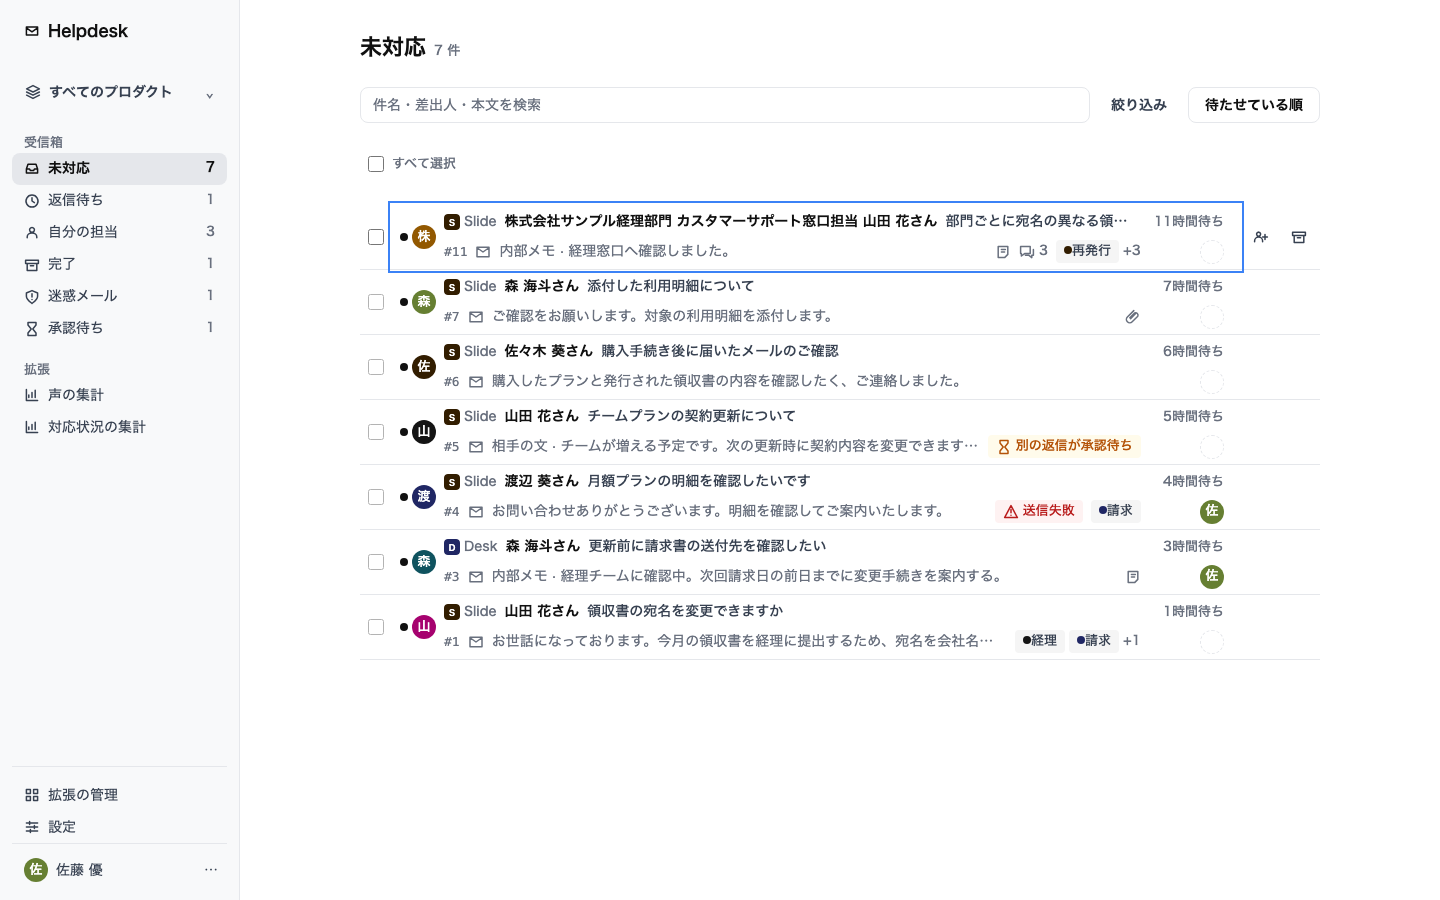 Helpdesk
すべてのプロダクト
受信箱
未対応 7
返信待ち 1
自分の担当 3
完了 1
迷惑メール 1
承認待ち 1
拡張
声の集計
対応状況の集計
拡張の管理
設定
佐 佐藤 優 …
未対応 7 件
件名・差出人・本文を検索 絞り込み 待たせている順
すべて選択
株 S Slide 株式会社サンプル経理部門 カスタマーサポート窓口担当 山田 花さん 部門ごとに宛名の異なる領… 11時間待ち
#11 内部メモ · 経理窓口へ確認しました。 3 再発行 +3
森 S Slide 森 海斗さん 添付した利用明細について 7時間待ち
#7 ご確認をお願いします。対象の利用明細を添付します。
佐 S Slide 佐々木 葵さん 購入手続き後に届いたメールのご確認 6時間待ち
#6 購入したプランと発行された領収書の内容を確認したく、ご連絡しました。
山 S Slide 山田 花さん チームプランの契約更新について 5時間待ち
#5 相手の文 · チームが増える予定です。次の更新時に契約内容を変更できます… 別の返信が承認待ち
渡 S Slide 渡辺 葵さん 月額プランの明細を確認したいです 4時間待ち
#4 お問い合わせありがとうございます。明細を確認してご案内いたします。 送信失敗 請求 佐
森 D Desk 森 海斗さん 更新前に請求書の送付先を確認したい 3時間待ち
#3 内部メモ · 経理チームに確認中。次回請求日の前日までに変更手続きを案内する。 佐
山 S Slide 山田 花さん 領収書の宛名を変更できますか 1時間待ち
#1 お世話になっております。今月の領収書を経理に提出するため、宛名を会社名… 経理 請求 +1